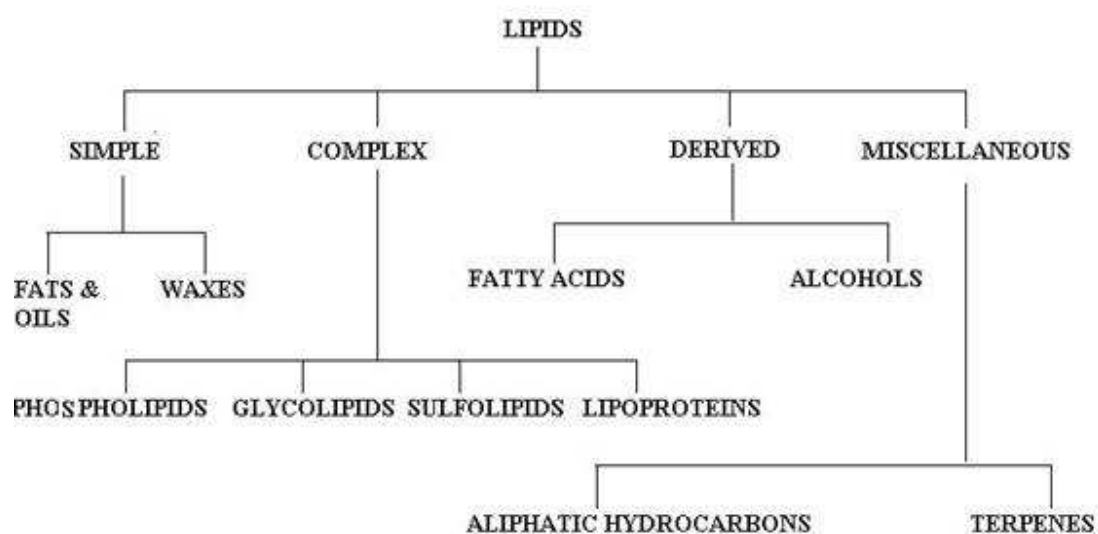 LIPIDS
SIMPLE COMPLEX DERIVED MISCELLANEOUS
FATS & WAXES FATTY ACIDS ALCOHOLS
OILS
PHOSPHOLIPIDS GLYCOLIPIDS SULFOLIPIDS LIPOPROTEINS
ALIPHATIC HYDROCARBONS TERPENES